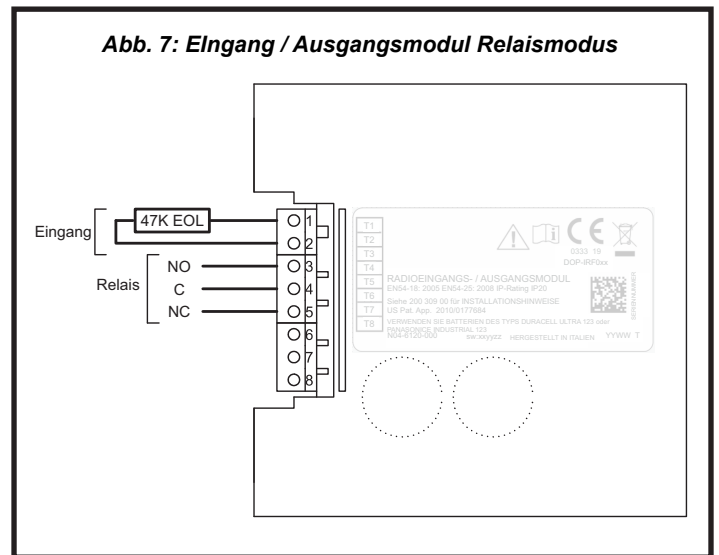 Abb. 7: EIngang / Ausgangsmodul Relaismodus
Eingang
47K EOL
1
2
Relais
NO
3
C
4
NC
5
6
7
8
T1
T2
T3
T4
T5
T6
T7
T8
CE
0333 19
DOP-IRF0xx
RADIOEINGANGS- / AUSGANGSMODUL
EN54-18: 2005 EN54-25: 2008 IP-Rating IP20
Siehe 200 309 00 für INSTALLATIONSHINWEISE
US Pat. App. 2010/0177684
VERWENDEN SIE BATTERIEN DES TYPS DURACELL ULTRA 123 oder
PANASONICE INDUSTRIAL 123
N04-6120-000 sw:xxyyzz HERGESTELLT IN ITALIEN YYWW T
SERIENNUMMER